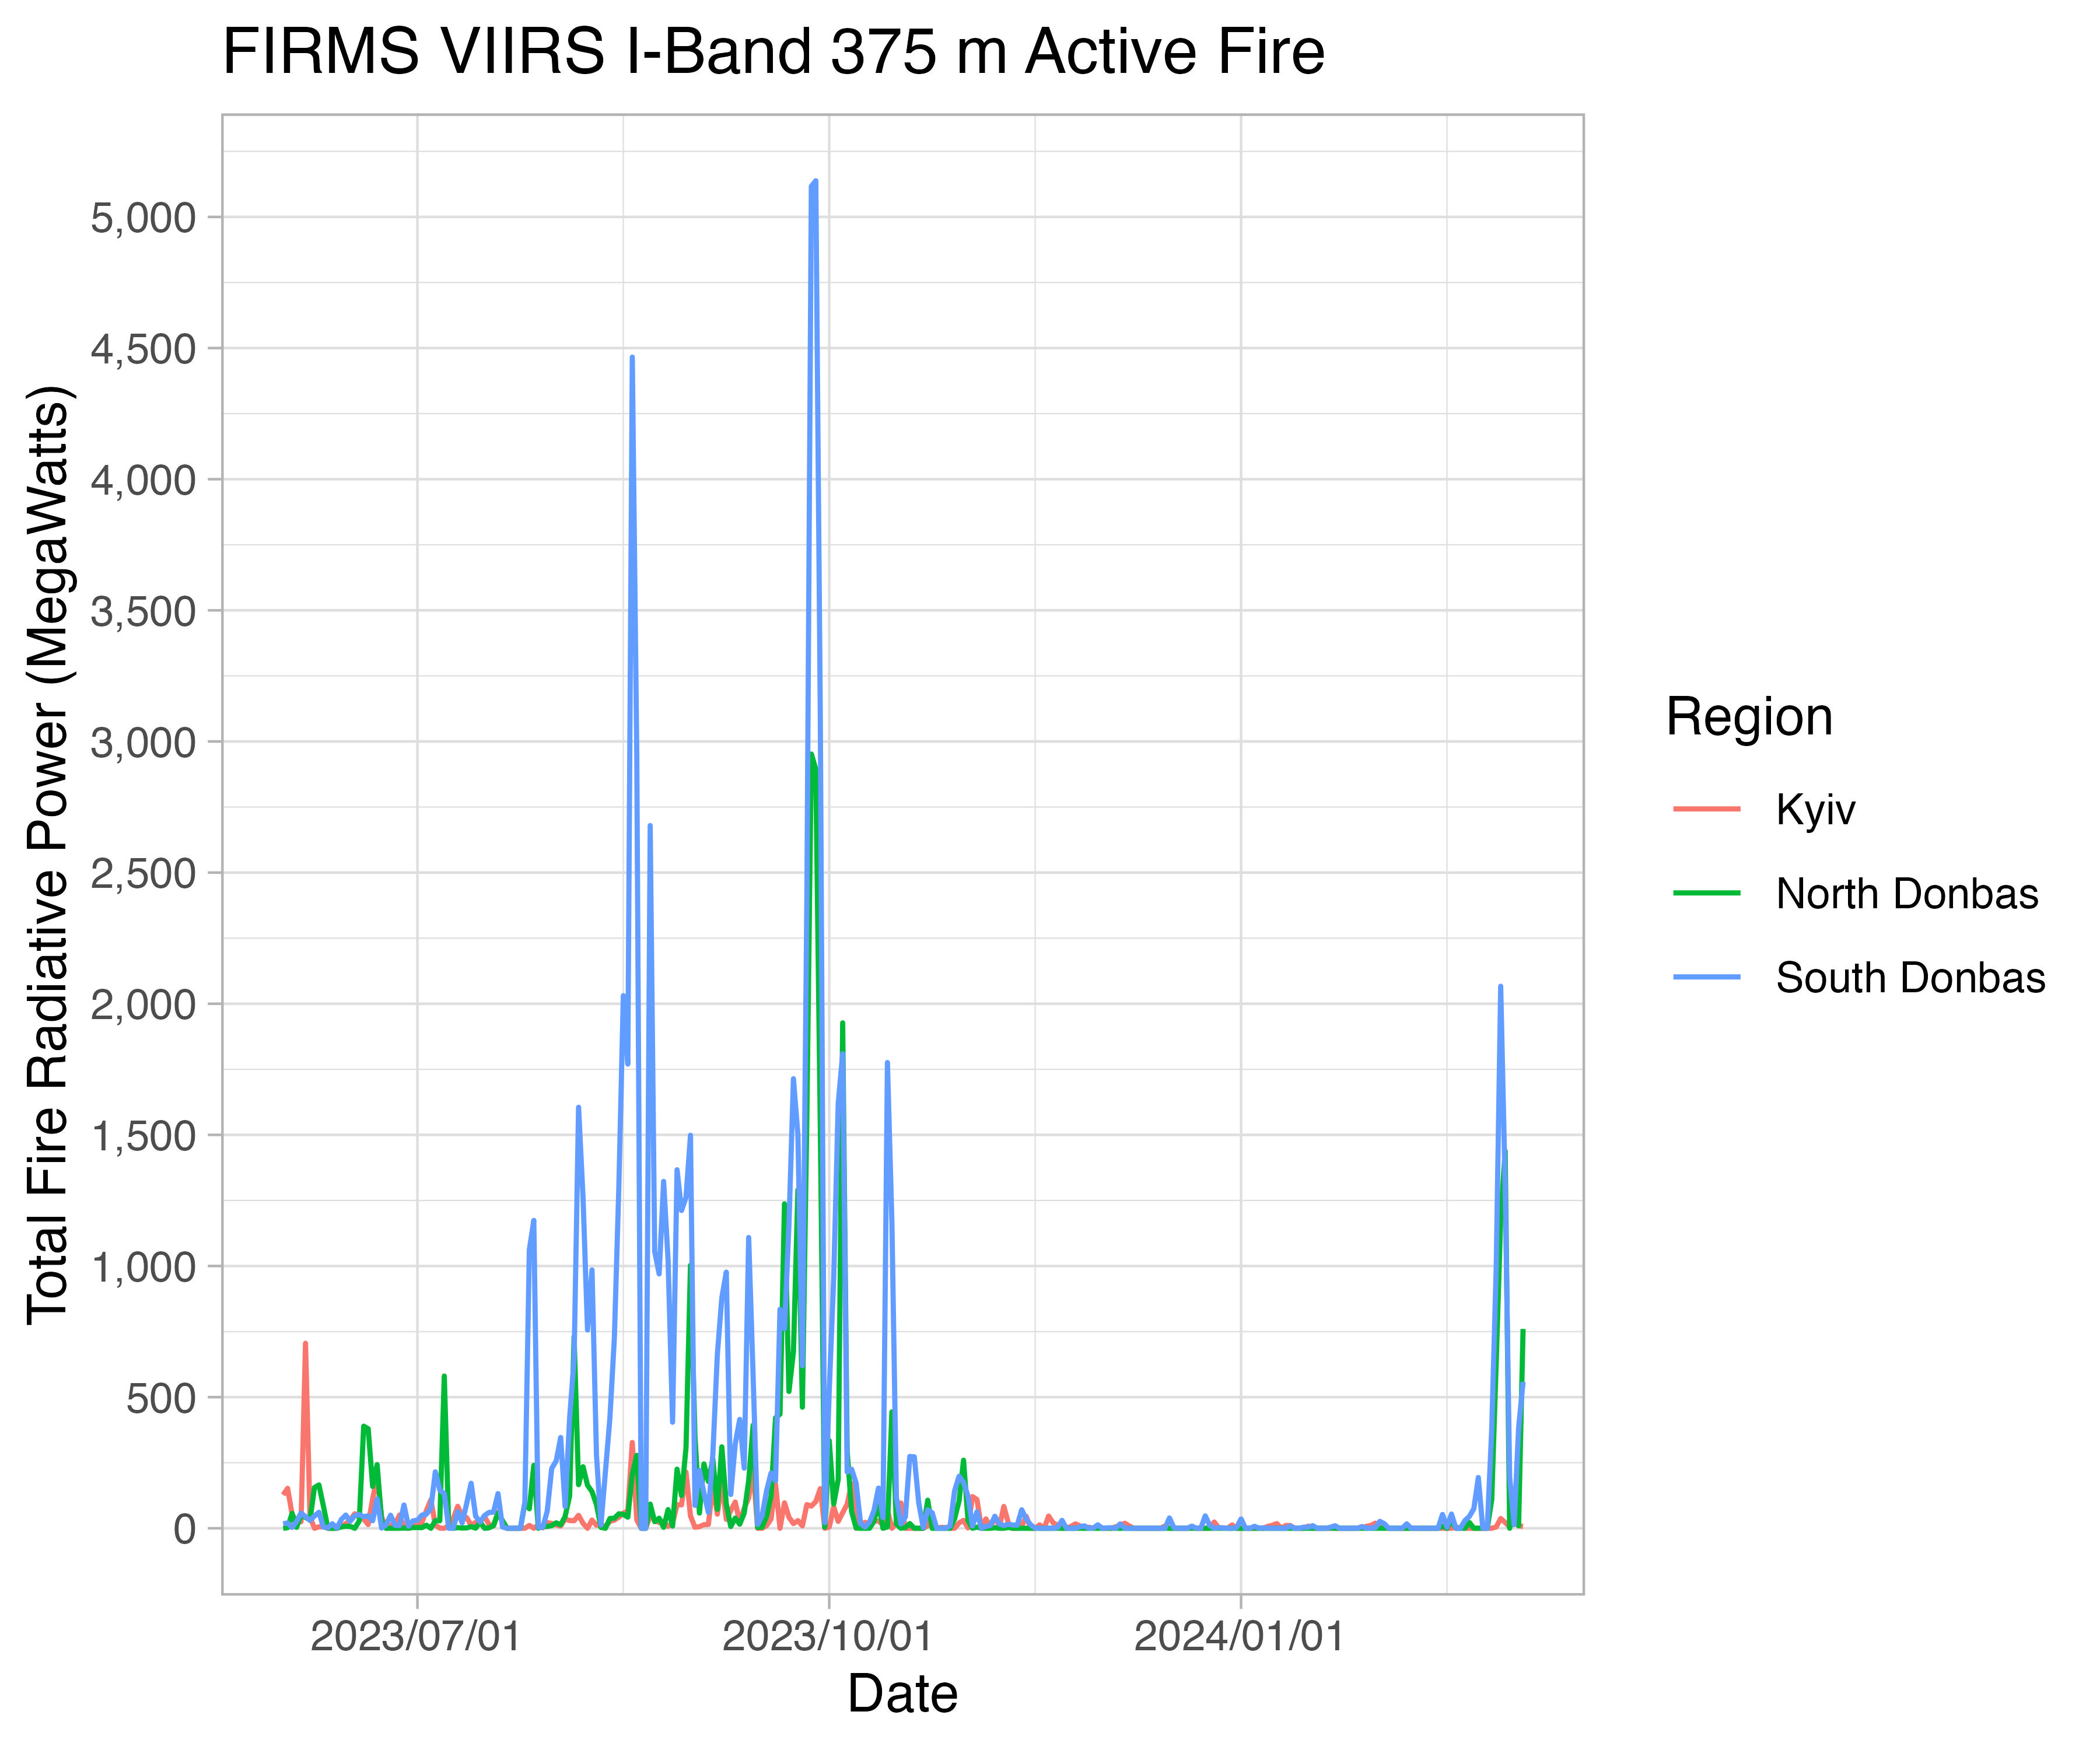 FIRMS VIIRS I-Band 375 m Active Fire
Total Fire Radiative Power (MegaWatts)
5,000
4,500
4,000
3,500
3,000
2,500
2,000
1,500
1,000
500
0
2023/07/01
2023/10/01
2024/01/01
Date
Region
Kyiv
North Donbas
South Donbas